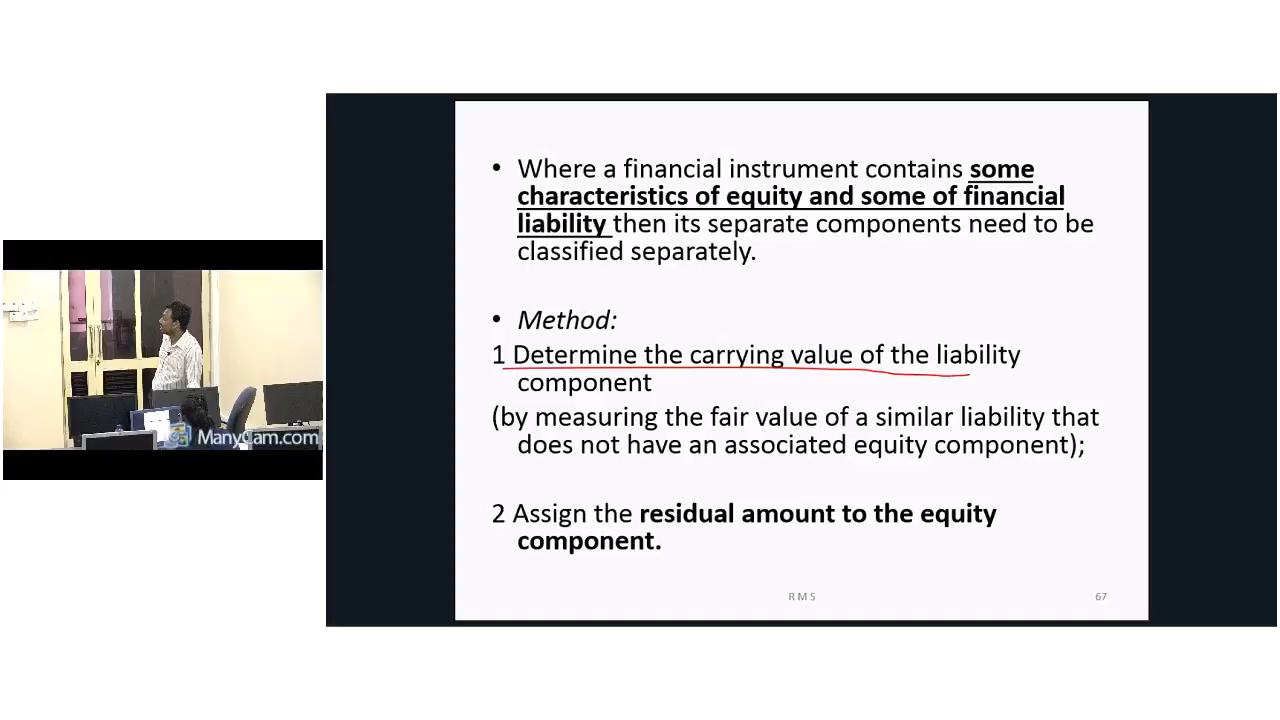 • Where a financial instrument contains some
characteristics of equity and some of financial
liability then its separate components need to be
classified separately.
• Method:
1 Determine the carrying value of the liability
component
(by measuring the fair value of a similar liability that
does not have an associated equity component);
2 Assign the residual amount to the equity
component.
R M S
67
ManyCam.com